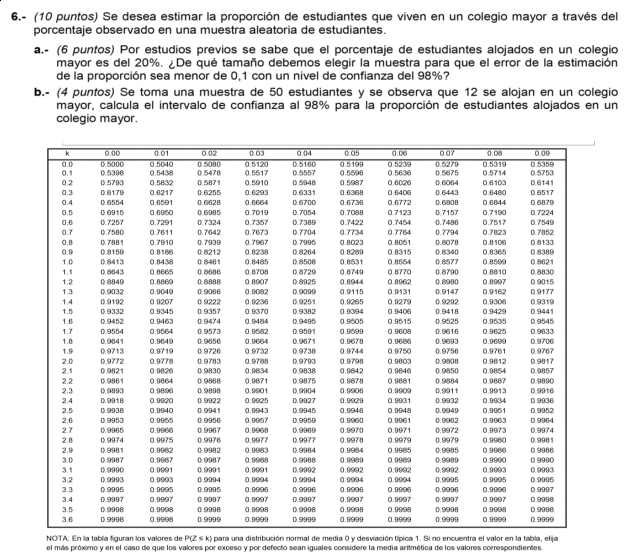 6.- (10 puntos) Se desea estimar la proporción de estudiantes que viven en un colegio mayor a través del
porcentaje observado en una muestra aleatoria de estudiantes.
a.- (6 puntos) Por estudios previos se sabe que el porcentaje de estudiantes alojados en un colegio
mayor es del 20%. ¿De qué tamaño debemos elegir la muestra para que el error de la estimación
de la proporción sea menor de 0,1 con un nivel de confianza del 98%?
b.- (4 puntos) Se toma una muestra de 50 estudiantes y se observa que 12 se alojan en un colegio
mayor, calcula el intervalo de confianza al 98% para la proporción de estudiantes alojados en un
colegio mayor.
k 0.00 0.01 0.02 0.03 0.04 0.05 0.06 0.07 0.08 0.09
0.0 0.5000 0.5040 0.5080 0.5120 0.5160 0.5199 0.5239 0.5279 0.5319 0.5359
0.1 0.5398 0.5438 0.5478 0.5517 0.5557 0.5596 0.5636 0.5675 0.5714 0.5753
0.2 0.5793 0.5832 0.5871 0.5910 0.5948 0.5987 0.6026 0.6064 0.6103 0.6141
0.3 0.6179 0.6217 0.6255 0.6293 0.6331 0.6368 0.6406 0.6443 0.6480 0.6517
0.4 0.6554 0.6591 0.6628 0.6664 0.6700 0.6736 0.6772 0.6808 0.6844 0.6879
0.5 0.6915 0.6950 0.6985 0.7019 0.7054 0.7088 0.7123 0.7157 0.7190 0.7224
0.6 0.7257 0.7291 0.7324 0.7357 0.7389 0.7422 0.7454 0.7486 0.7517 0.7549
0.7 0.7580 0.7611 0.7642 0.7673 0.7704 0.7734 0.7764 0.7794 0.7823 0.7852
0.8 0.7881 0.7910 0.7939 0.7967 0.7995 0.8023 0.8051 0.8078 0.8106 0.8133
0.9 0.8159 0.8186 0.8212 0.8238 0.8264 0.8289 0.8315 0.8340 0.8365 0.8389
1.0 0.8413 0.8438 0.8461 0.8485 0.8508 0.8531 0.8554 0.8577 0.8599 0.8621
1.1 0.8643 0.8665 0.8686 0.8708 0.8729 0.8749 0.8770 0.8790 0.8810 0.8830
1.2 0.8849 0.8869 0.8888 0.8907 0.8925 0.8944 0.8962 0.8980 0.8997 0.9015
1.3 0.9032 0.9049 0.9066 0.9082 0.9099 0.9115 0.9131 0.9147 0.9162 0.9177
1.4 0.9192 0.9207 0.9222 0.9236 0.9251 0.9265 0.9279 0.9292 0.9306 0.9319
1.5 0.9332 0.9345 0.9357 0.9370 0.9382 0.9394 0.9406 0.9418 0.9429 0.9441
1.6 0.9452 0.9463 0.9474 0.9484 0.9495 0.9505 0.9515 0.9525 0.9535 0.9545
1.7 0.9554 0.9564 0.9573 0.9582 0.9591 0.9599 0.9608 0.9616 0.9625 0.9633
1.8 0.9641 0.9649 0.9656 0.9664 0.9671 0.9678 0.9686 0.9693 0.9699 0.9706
1.9 0.9713 0.9719 0.9726 0.9732 0.9738 0.9744 0.9750 0.9756 0.9761 0.9767
2.0 0.9772 0.9778 0.9783 0.9788 0.9793 0.9798 0.9803 0.9808 0.9812 0.9817
2.1 0.9821 0.9826 0.9830 0.9834 0.9838 0.9842 0.9846 0.9850 0.9854 0.9857
2.2 0.9861 0.9864 0.9868 0.9871 0.9875 0.9878 0.9881 0.9884 0.9887 0.9890
2.3 0.9893 0.9896 0.9898 0.9901 0.9904 0.9906 0.9909 0.9911 0.9913 0.9916
2.4 0.9918 0.9920 0.9922 0.9925 0.9927 0.9929 0.9931 0.9932 0.9934 0.9936
2.5 0.9938 0.9940 0.9941 0.9943 0.9945 0.9946 0.9948 0.9949 0.9951 0.9952
2.6 0.9953 0.9955 0.9956 0.9957 0.9959 0.9960 0.9961 0.9962 0.9963 0.9964
2.7 0.9965 0.9966 0.9967 0.9968 0.9969 0.9970 0.9971 0.9972 0.9973 0.9974
2.8 0.9974 0.9975 0.9976 0.9977 0.9977 0.9978 0.9979 0.9979 0.9980 0.9981
2.9 0.9981 0.9982 0.9982 0.9983 0.9984 0.9984 0.9985 0.9985 0.9986 0.9986
3.0 0.9987 0.9987 0.9987 0.9988 0.9988 0.9989 0.9989 0.9989 0.9990 0.9990
3.1 0.9990 0.9991 0.9991 0.9991 0.9992 0.9992 0.9992 0.9992 0.9993 0.9993
3.2 0.9993 0.9993 0.9994 0.9994 0.9994 0.9994 0.9994 0.9995 0.9995 0.9995
3.3 0.9995 0.9995 0.9995 0.9996 0.9996 0.9996 0.9996 0.9996 0.9996 0.9997
3.4 0.9997 0.9997 0.9997 0.9997 0.9997 0.9997 0.9997 0.9997 0.9997 0.9998
3.5 0.9998 0.9998 0.9998 0.9998 0.9998 0.9998 0.9998 0.9998 0.9998 0.9998
3.6 0.9998 0.9998 0.9999 0.9999 0.9999 0.9999 0.9999 0.9999 0.9999 0.9999
NOTA: En la tabla figuran los valores de P(Z ≤ k) para una distribución normal de media 0 y desviación típica 1. Si no encuentra el valor en la tabla, elija
el más próximo y en el caso de que los valores por exceso y por defecto sean iguales considere la media aritmética de los valores correspondientes.